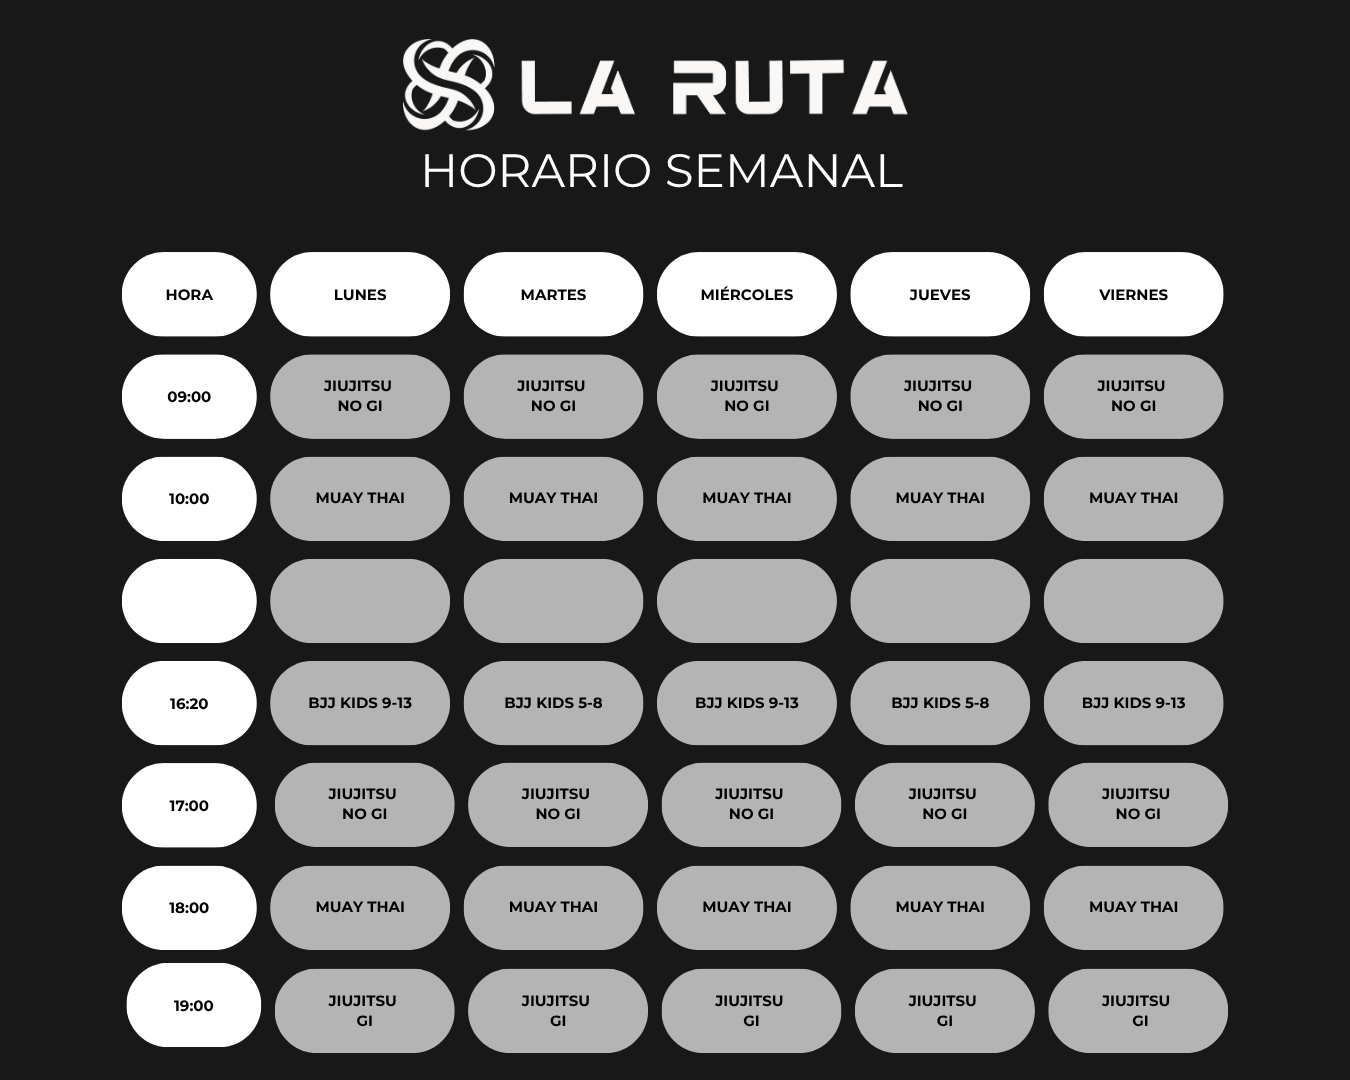 LA RUTA
HORARIO SEMANAL
HORA LUNES MARTES MIÉRCOLES JUEVES VIERNES
09:00 JIUJITSU NO GI JIUJITSU NO GI JIUJITSU NO GI JIUJITSU NO GI JIUJITSU NO GI
10:00 MUAY THAI MUAY THAI MUAY THAI MUAY THAI MUAY THAI
16:20 BJJ KIDS 9-13 BJJ KIDS 5-8 BJJ KIDS 9-13 BJJ KIDS 5-8 BJJ KIDS 9-13
17:00 JIUJITSU NO GI JIUJITSU NO GI JIUJITSU NO GI JIUJITSU NO GI JIUJITSU NO GI
18:00 MUAY THAI MUAY THAI MUAY THAI MUAY THAI MUAY THAI
19:00 JIUJITSU GI JIUJITSU GI JIUJITSU GI JIUJITSU GI JIUJITSU GI